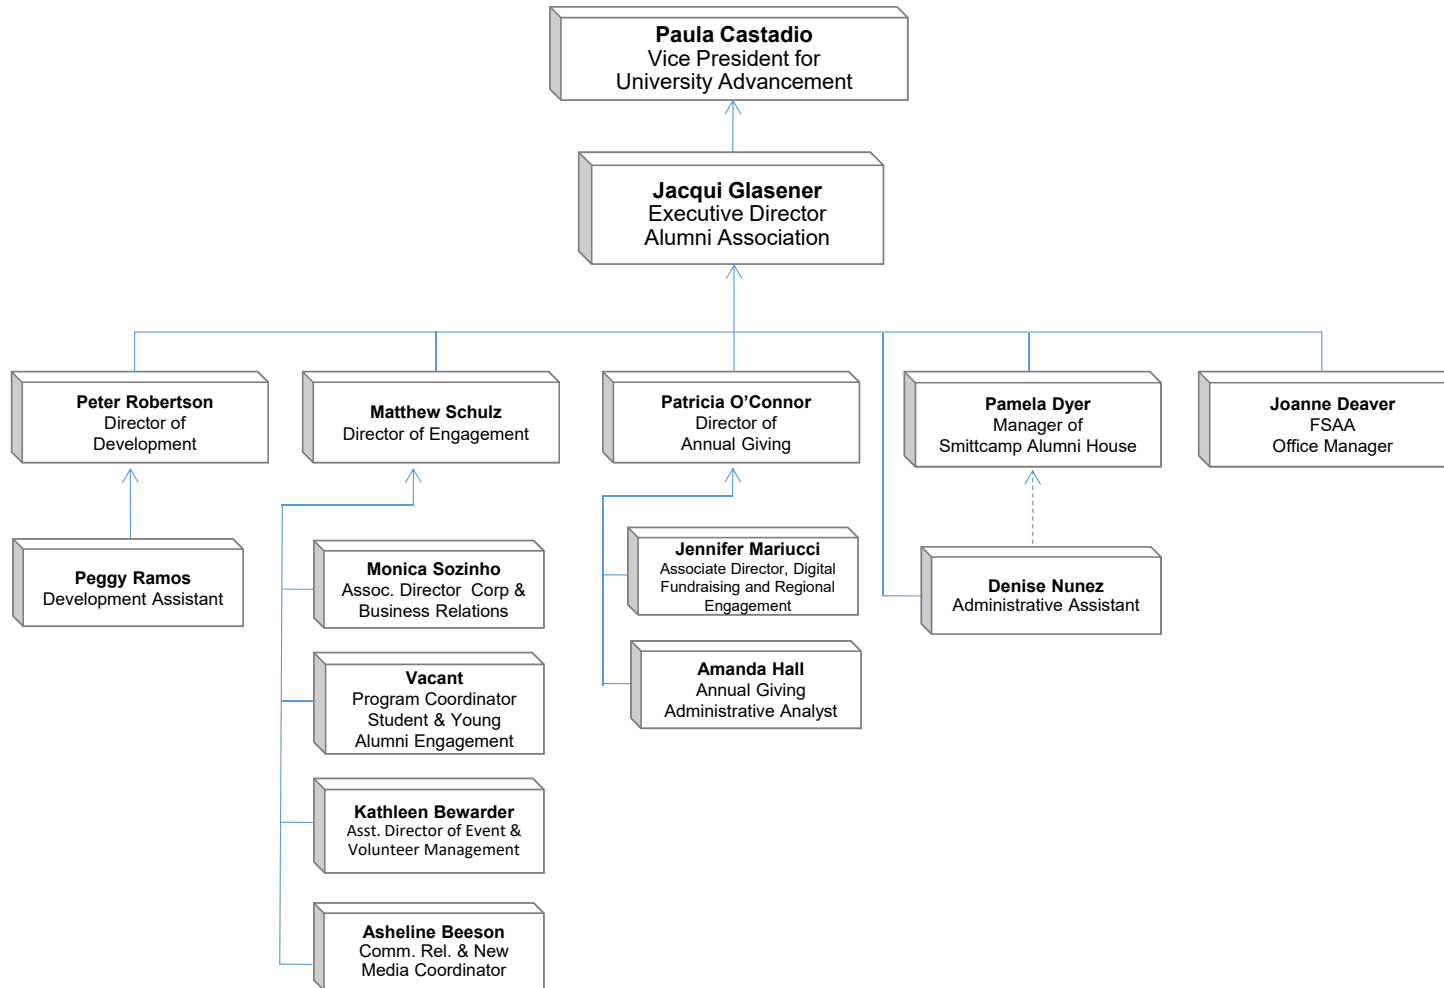 Paula Castadio
Vice President for
University Advancement
Jacqui Glasener
Executive Director
Alumni Association
Peter Robertson
Director of
Development
Matthew Schulz
Director of Engagement
Patricia O’Connor
Director of
Annual Giving
Pamela Dyer
Manager of
Smittcamp Alumni House
Joanne Deaver
FSAA
Office Manager
Peggy Ramos
Development Assistant
Monica Sozinho
Assoc. Director Corp &
Business Relations
Vacant
Program Coordinator
Student & Young
Alumni Engagement
Kathleen Bewarder
Asst. Director of Event &
Volunteer Management
Asheline Beeson
Comm. Rel. & New
Media Coordinator
Jennifer Mariucci
Associate Director, Digital
Fundraising and Regional
Engagement
Amanda Hall
Annual Giving
Administrative Analyst
Denise Nunez
Administrative Assistant